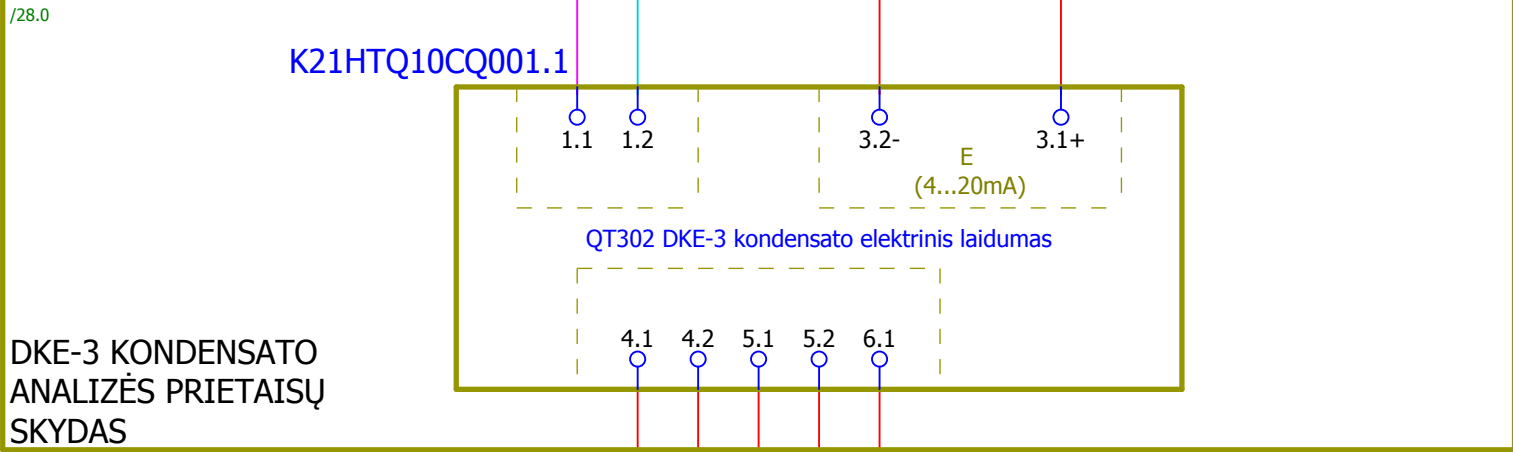 /28.0
K21HTQ10CQ001.1
1.1 1.2 3.2- 3.1+
E
(4...20mA)
QT302 DKE-3 kondensato elektrinis laidumas
4.1 4.2 5.1 5.2 6.1
DKE-3 KONDENSATO
ANALIZĖS PRIETAISŲ
SKYDAS